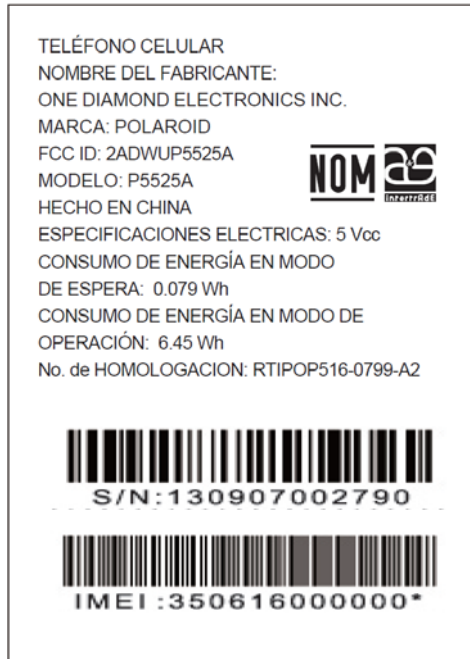 TELÉFONO CELULAR
NOMBRE DEL FABRICANTE:
ONE DIAMOND ELECTRONICS INC.
MARCA: POLAROID
FCC ID: 2ADWUP5525A
MODELO: P5525A
HECHO EN CHINA
ESPECIFICACIONES ELECTRICAS: 5 Vcc
CONSUMO DE ENERGÍA EN MODO
DE ESPERA: 0.079 Wh
CONSUMO DE ENERGÍA EN MODO DE
OPERACIÓN: 6.45 Wh
No. de HOMOLOGACION: RTIPOP516-0799-A2
NOM
S/N:130907002790
IMEI:350616000000*